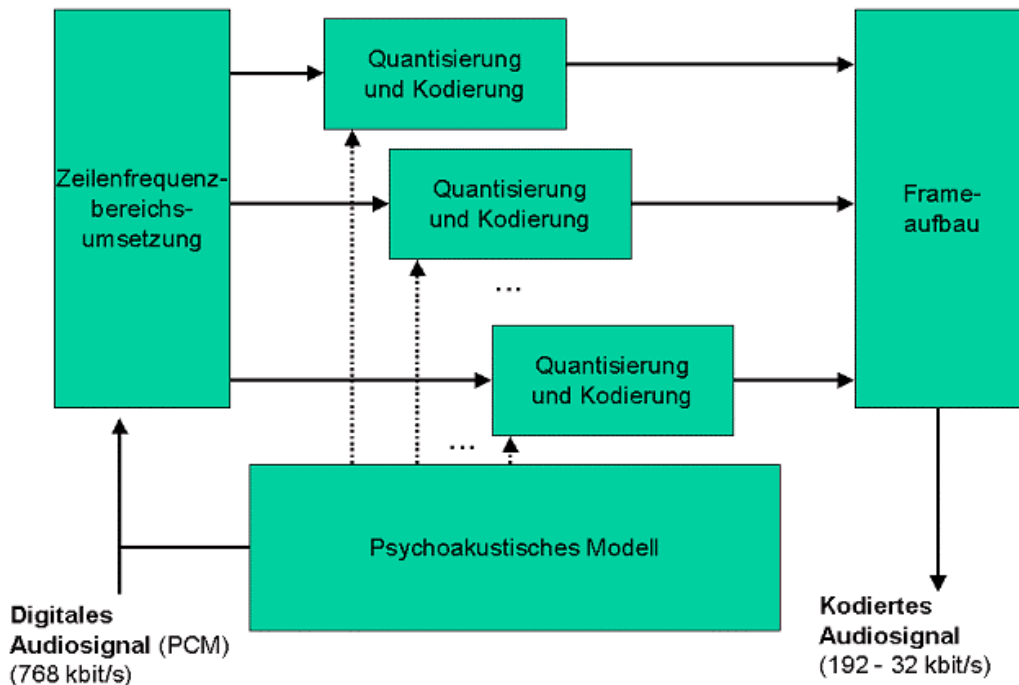 Zeilenfrequenz-
bereichs-
umsetzung
Quantisierung
und Kodierung
Quantisierung
und Kodierung
...
Quantisierung
und Kodierung
...
Frame-
aufbau
Psychoakustisches Modell
Digitales
Audiosignal (PCM)
(768 kbit/s)
Kodiertes
Audiosignal
(192 - 32 kbit/s)